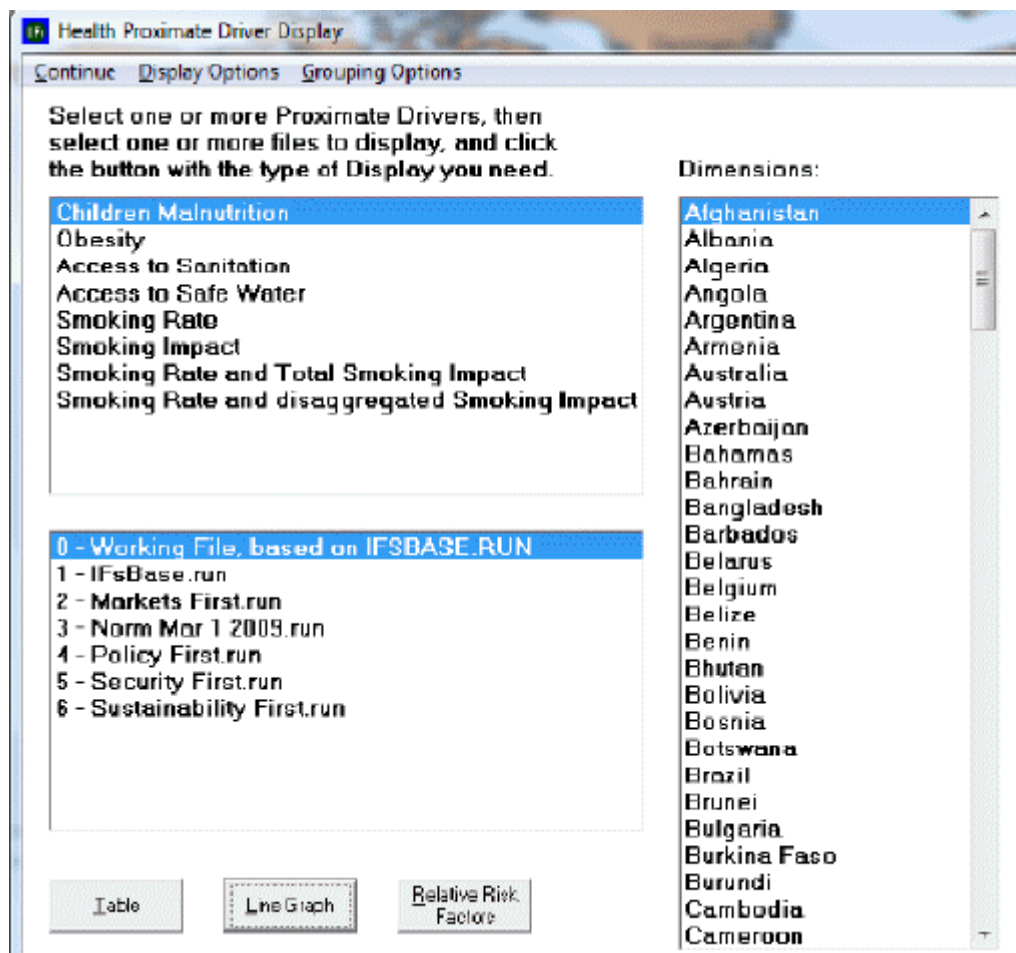 IFs Health Proximate Driver Display
Continue Display Options Grouping Options
Select one or more Proximate Drivers, then
select one or more files to display, and click
the button with the type of Display you need.
Children Malnutrition
Obesity
Access to Sanitation
Access to Safe Water
Smoking Rate
Smoking Impact
Smoking Rate and Total Smoking Impact
Smoking Rate and disaggregated Smoking Impact
0 - Working File, based on IFSBASE.RUN
1 - IFsBase.run
2 - Markets First.run
3 - Norm Mar 1 2009.run
4 - Policy First.run
5 - Security First.run
6 - Sustainability First.run
Table
Line Graph
Relative Risk
Factors
Dimensions:
Afghanistan
Albania
Algeria
Angola
Argentina
Armenia
Australia
Austria
Azerbaijan
Bahamas
Bahrain
Bangladesh
Barbados
Belarus
Belgium
Belize
Benin
Bhutan
Bolivia
Bosnia
Botswana
Brazil
Brunei
Bulgaria
Burkina Faso
Burundi
Cambodia
Cameroon